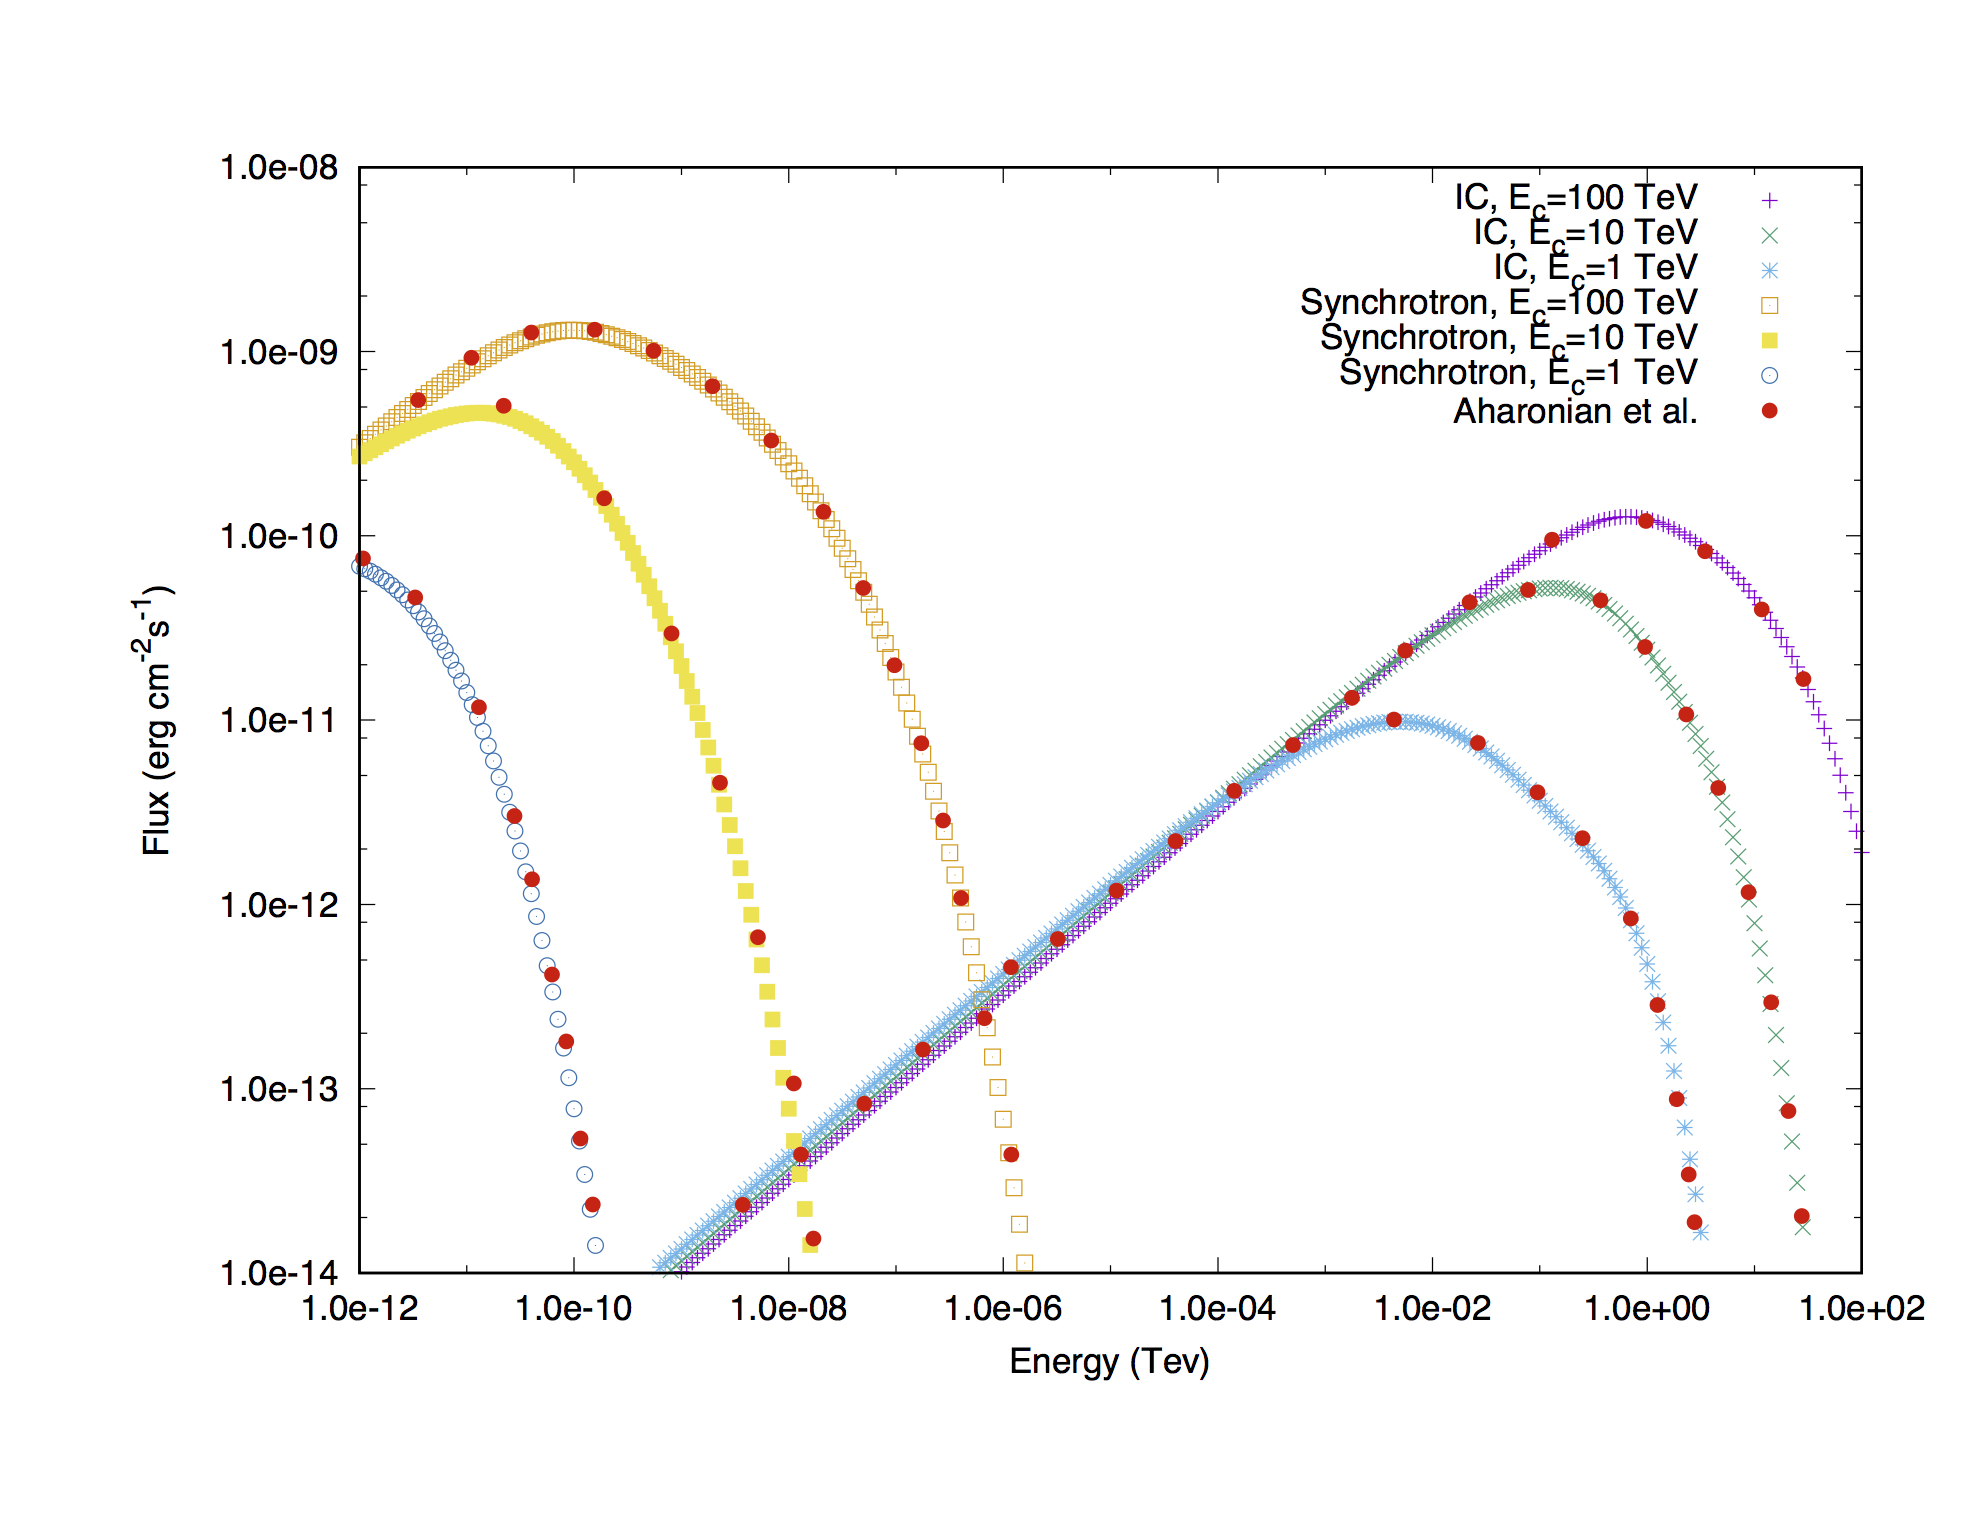 1.0e-08
1.0e-09
1.0e-10
1.0e-11
1.0e-12
1.0e-13
1.0e-14
Flux (erg cm-2s-1)
IC, Ec=100 TeV
IC, Ec=10 TeV
IC, Ec=1 TeV
Synchrotron, Ec=100 TeV
Synchrotron, Ec=10 TeV
Synchrotron, Ec=1 TeV
Aharonian et al.
1.0e-12 1.0e-10 1.0e-08 1.0e-06 1.0e-04 1.0e-02 1.0e+00 1.0e+02
Energy (Tev)